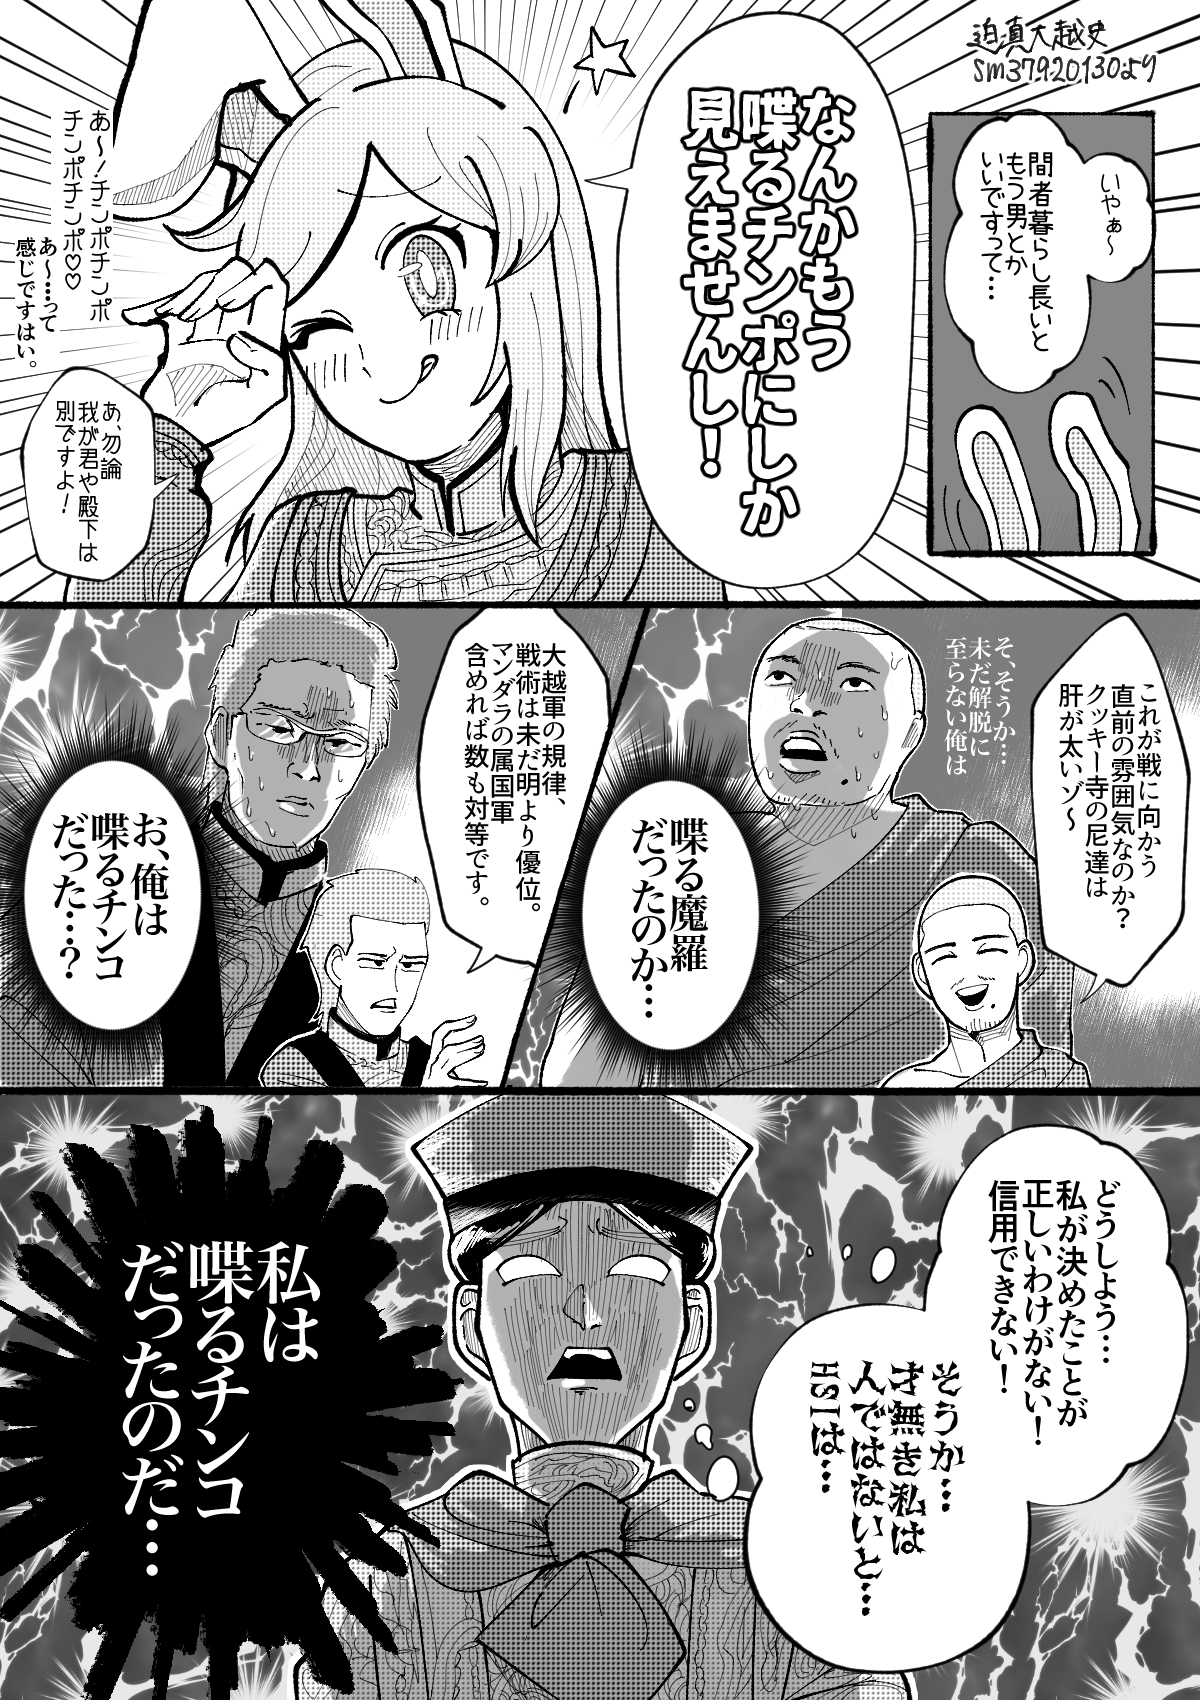 迫真大越史
sm37920130より
いやぁ～
間者暮らし長いと
もう男とか
いいですって…
なんかもう
喋るチンポにしか
見えませんし！
あ～！チンポチンポ
チンポチンポ♡♡
あ～……って
感じですはい。
あ、勿論
我が君や殿下は
別ですよ！
これが戦に向かう
直前の雰囲気なのか？
クッキー寺の尼達は
肝が太いゾ～
そ、そうか…
未だ解脱に
至らない俺は
喋る魔羅
だったのか…
大越軍の規律、
戦術は未だ明より優位。
マンダラの属国軍
含めれば数も対等です。
お、俺は
喋るチンコ
だった…？
どうしよう…
私が決めたことが
正しいわけがない！
信用できない！
そうか…
才無き私は
人ではないと…
HSIは…
私は
喋るチンコ
だったのだ…